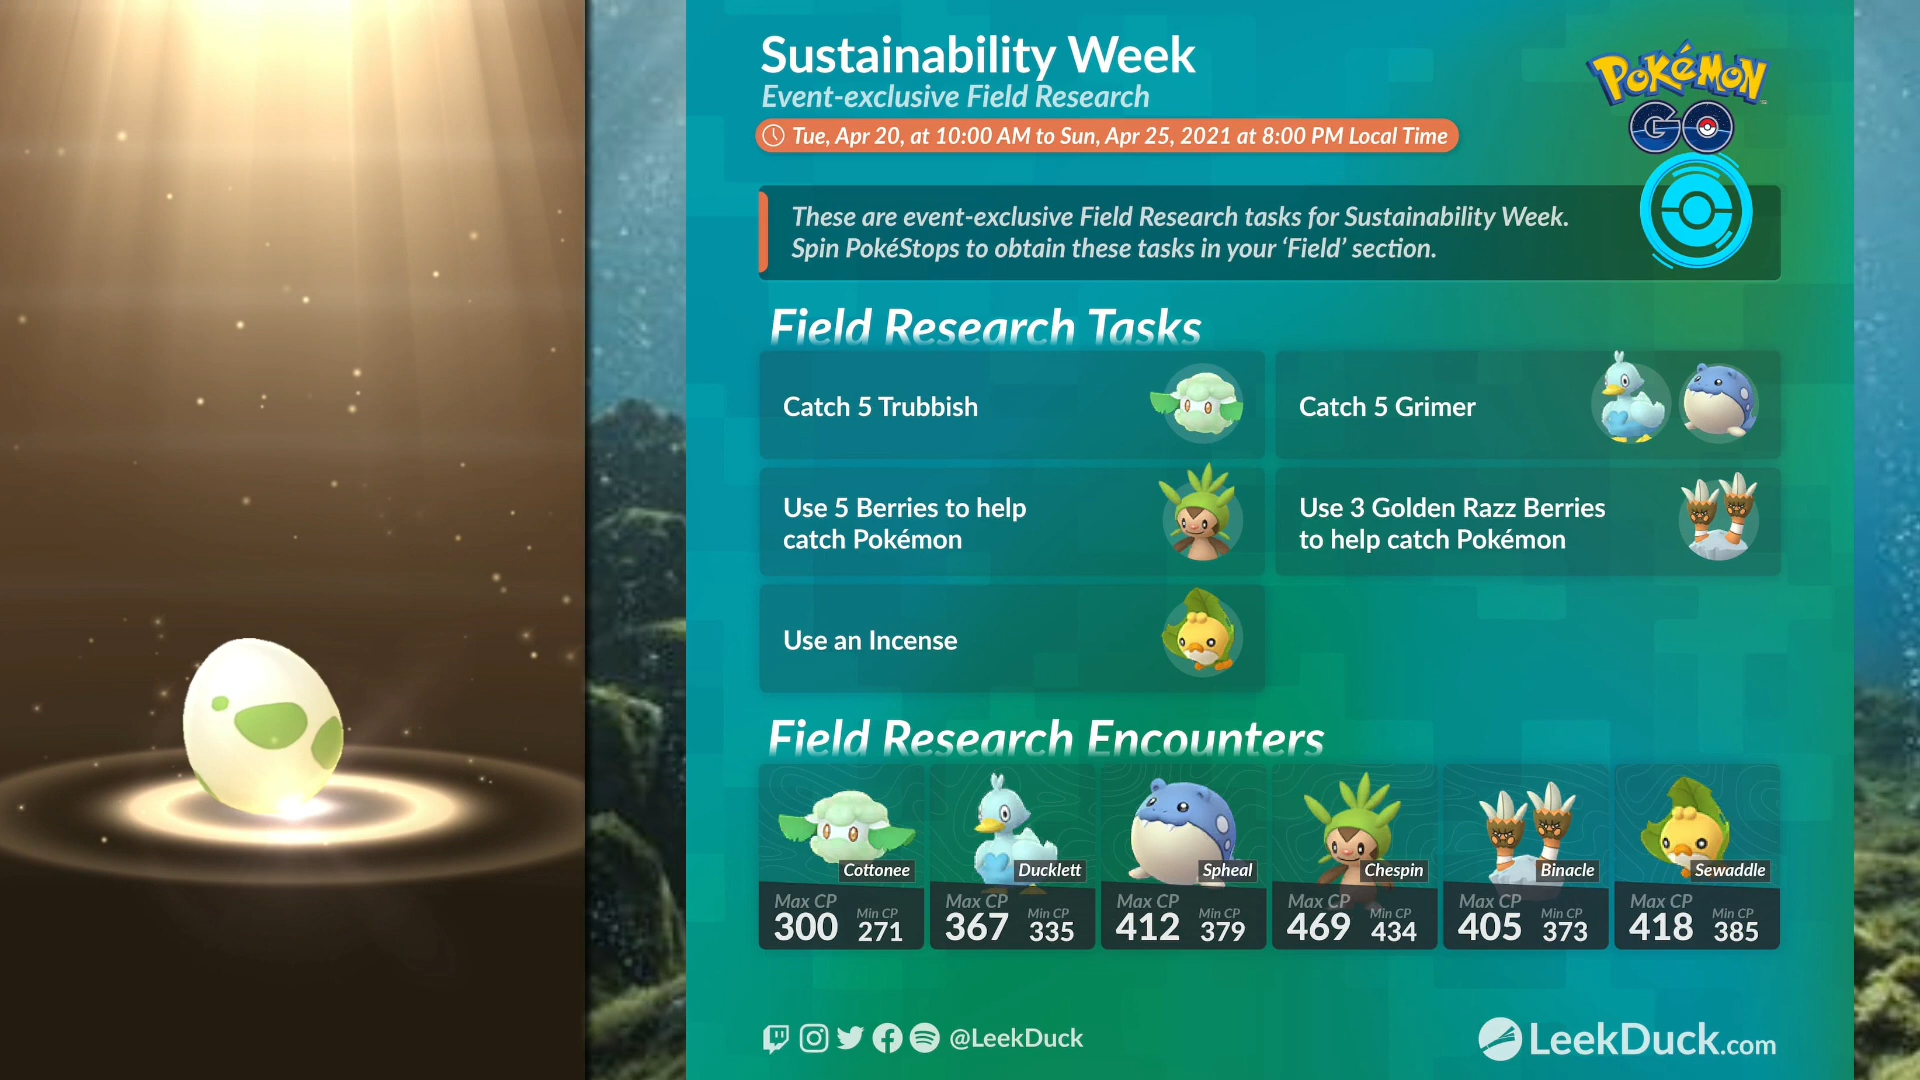 Sustainability Week
Event-exclusive Field Research
Tue, Apr 20, at 10:00 AM to Sun, Apr 25, 2021 at 8:00 PM Local Time
POKéMON
GO
These are event-exclusive Field Research tasks for Sustainability Week.
Spin PokéStops to obtain these tasks in your ‘Field’ section.
Field Research Tasks
Catch 5 Trubbish
Catch 5 Grimer
Use 5 Berries to help
catch Pokémon
Use 3 Golden Razz Berries
to help catch Pokémon
Use an Incense
Field Research Encounters
Cottonee
Max CP
300
Min CP
271
Ducklett
Max CP
367
Min CP
335
Spheal
Max CP
412
Min CP
379
Chespin
Max CP
469
Min CP
434
Binacle
Max CP
405
Min CP
373
Sewaddle
Max CP
418
Min CP
385
@LeekDuck
LeekDuck.com